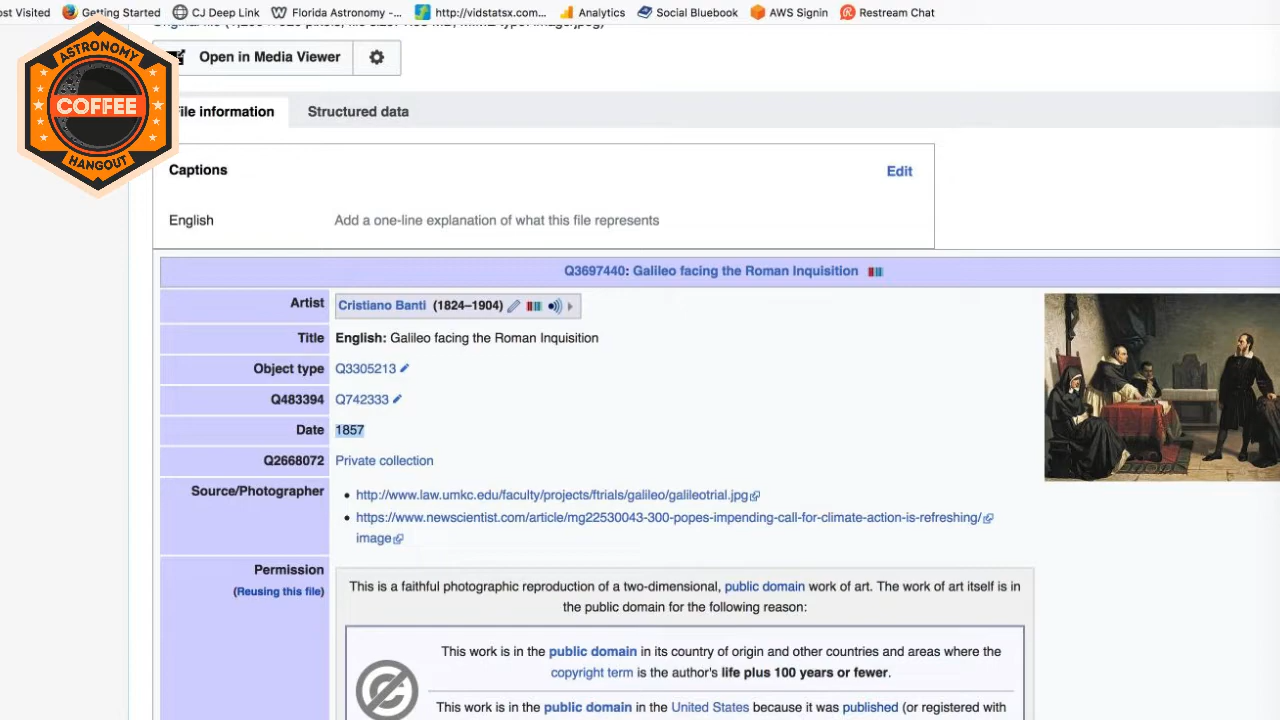 ost Visited Getting Started CJ Deep Link Florida Astronomy -... http://vidstatsx.com... Analytics Social Bluebook AWS Signin Restream Chat
Open in Media Viewer
ASTRONOMY
COFFEE
HANGOUT
ile information Structured data
Captions Edit
English Add a one-line explanation of what this file represents
Q3697440: Galileo facing the Roman Inquisition
Artist Cristiano Banti (1824–1904)
Title English: Galileo facing the Roman Inquisition
Object type Q3305213
Q483394 Q742333
Date 1857
Q2668072 Private collection
Source/Photographer • http://www.law.umkc.edu/faculty/projects/ftrials/galileo/galileotrial.jpg
• https://www.newscientist.com/article/mg22530043-300-popes-impending-call-for-climate-action-is-refreshing/
image
Permission
(Reusing this file)
This is a faithful photographic reproduction of a two-dimensional, public domain work of art. The work of art itself is in
the public domain for the following reason:
This work is in the public domain in its country of origin and other countries and areas where the
copyright term is the author's life plus 100 years or fewer.
This work is in the public domain in the United States because it was published (or registered with